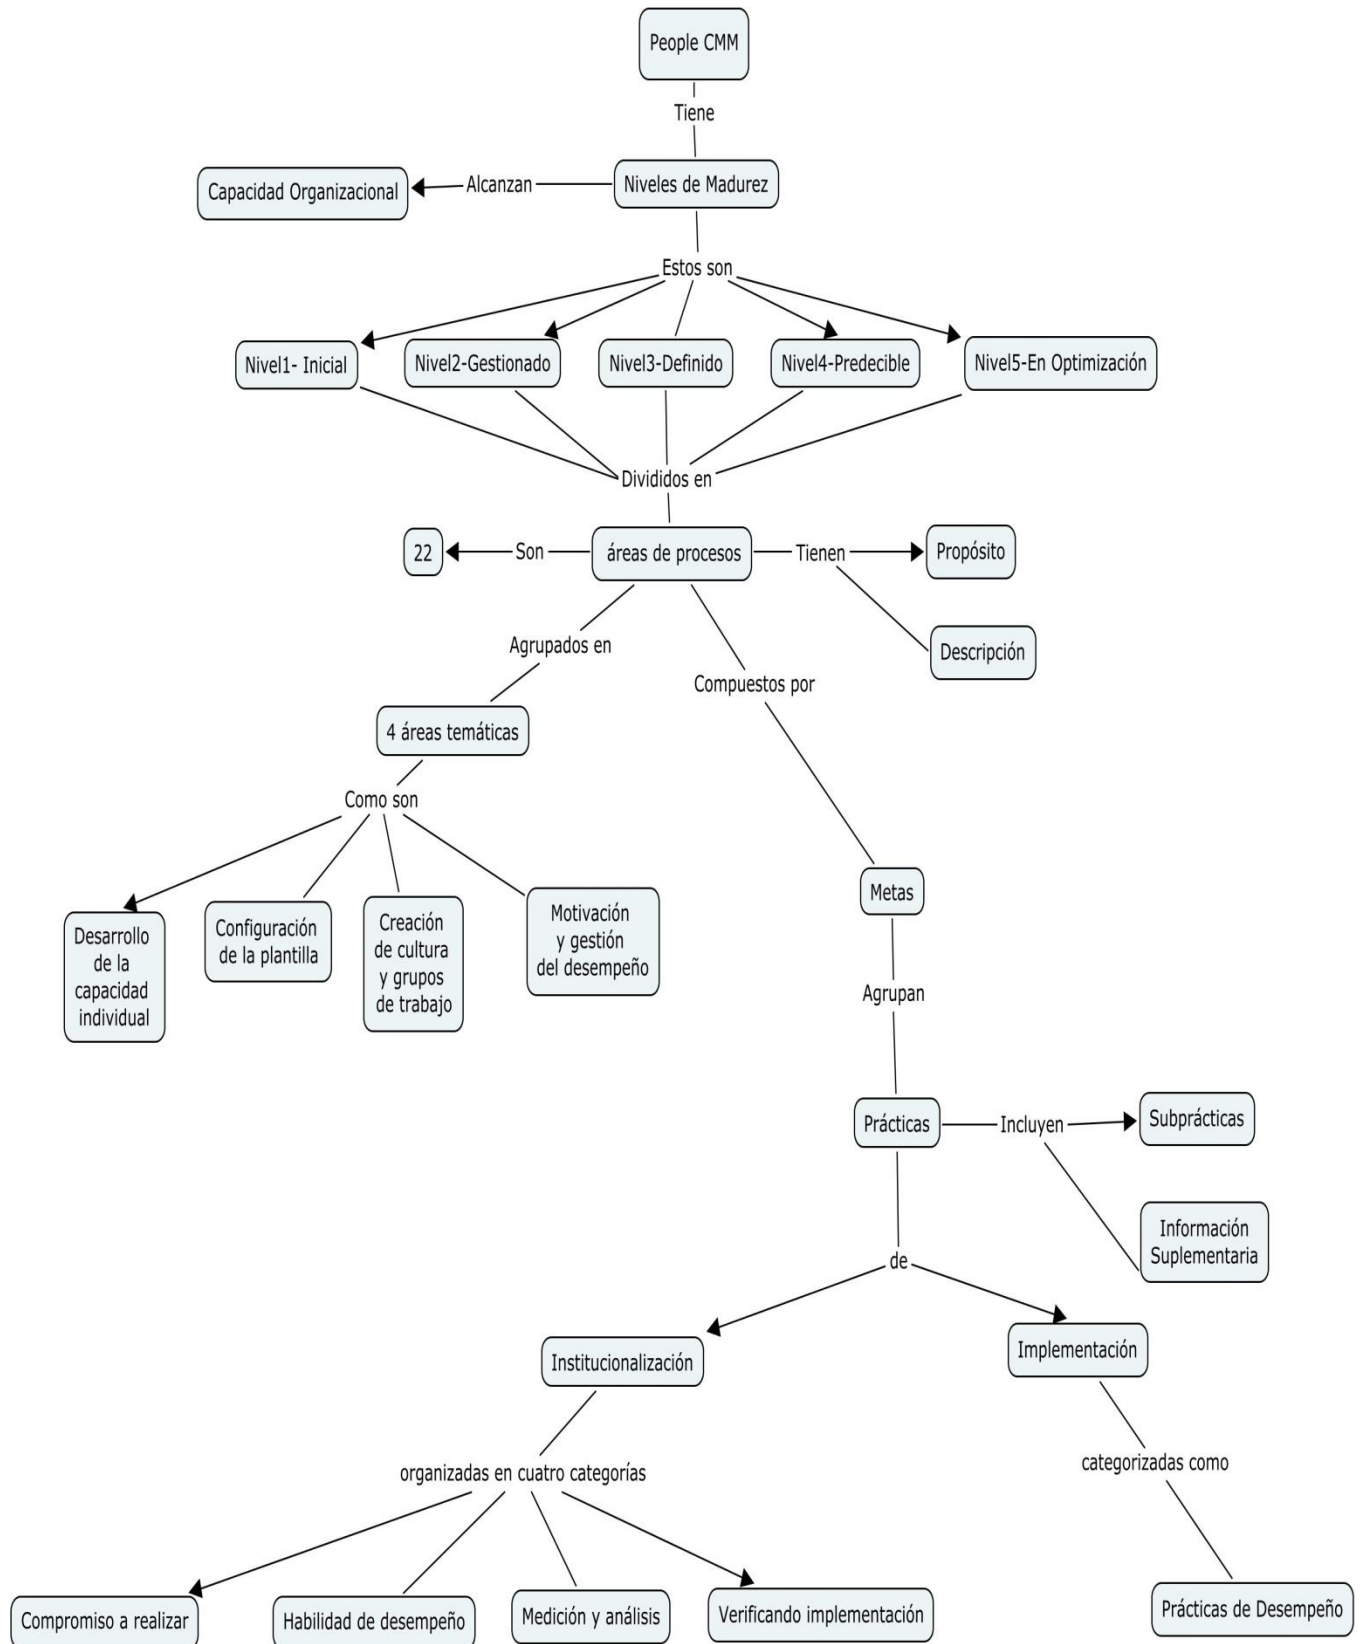 People CMM
Tiene
Capacidad Organizacional
Alcanzan
Niveles de Madurez
Estos son
Nivel1- Inicial
Nivel2-Gestionado
Nivel3-Definido
Nivel4-Predecible
Nivel5-En Optimización
Divididos en
22
Son
áreas de procesos
Tienen
Propósito
Descripción
Agrupados en
Compuestos por
4 áreas temáticas
Como son
Desarrollo
de la
capacidad
individual
Configuración
de la plantilla
Creación
de cultura
y grupos
de trabajo
Motivación
y gestión
del desempeño
Metas
Agrupan
Prácticas
Incluyen
Subprácticas
Información
Suplementaria
de
Institucionalización
Implementación
organizadas en cuatro categorías
categorizadas como
Compromiso a realizar
Habilidad de desempeño
Medición y análisis
Verificando implementación
Prácticas de Desempeño